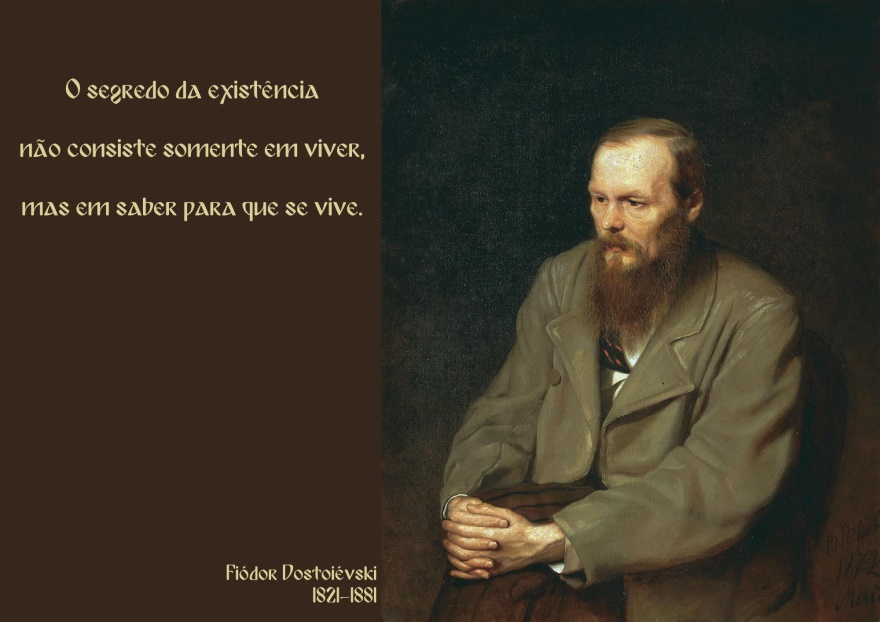 O segredo da existência
não consiste somente em viver,
mas em saber para que se vive.
Fiódor Dostoiévski
1821-1881
1872